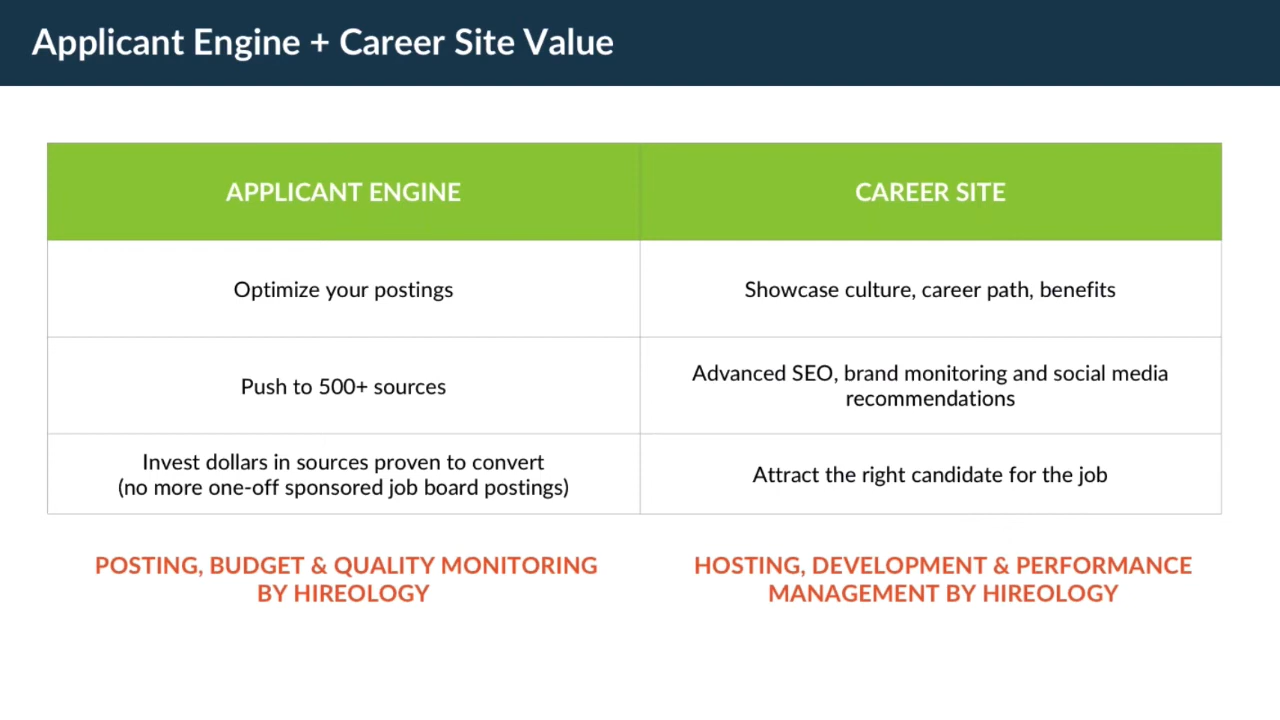 Applicant Engine + Career Site Value
APPLICANT ENGINE
CAREER SITE
Optimize your postings
Showcase culture, career path, benefits
Push to 500+ sources
Advanced SEO, brand monitoring and social media
recommendations
Invest dollars in sources proven to convert
(no more one-off sponsored job board postings)
Attract the right candidate for the job
POSTING, BUDGET & QUALITY MONITORING
BY HIREOLOGY
HOSTING, DEVELOPMENT & PERFORMANCE
MANAGEMENT BY HIREOLOGY